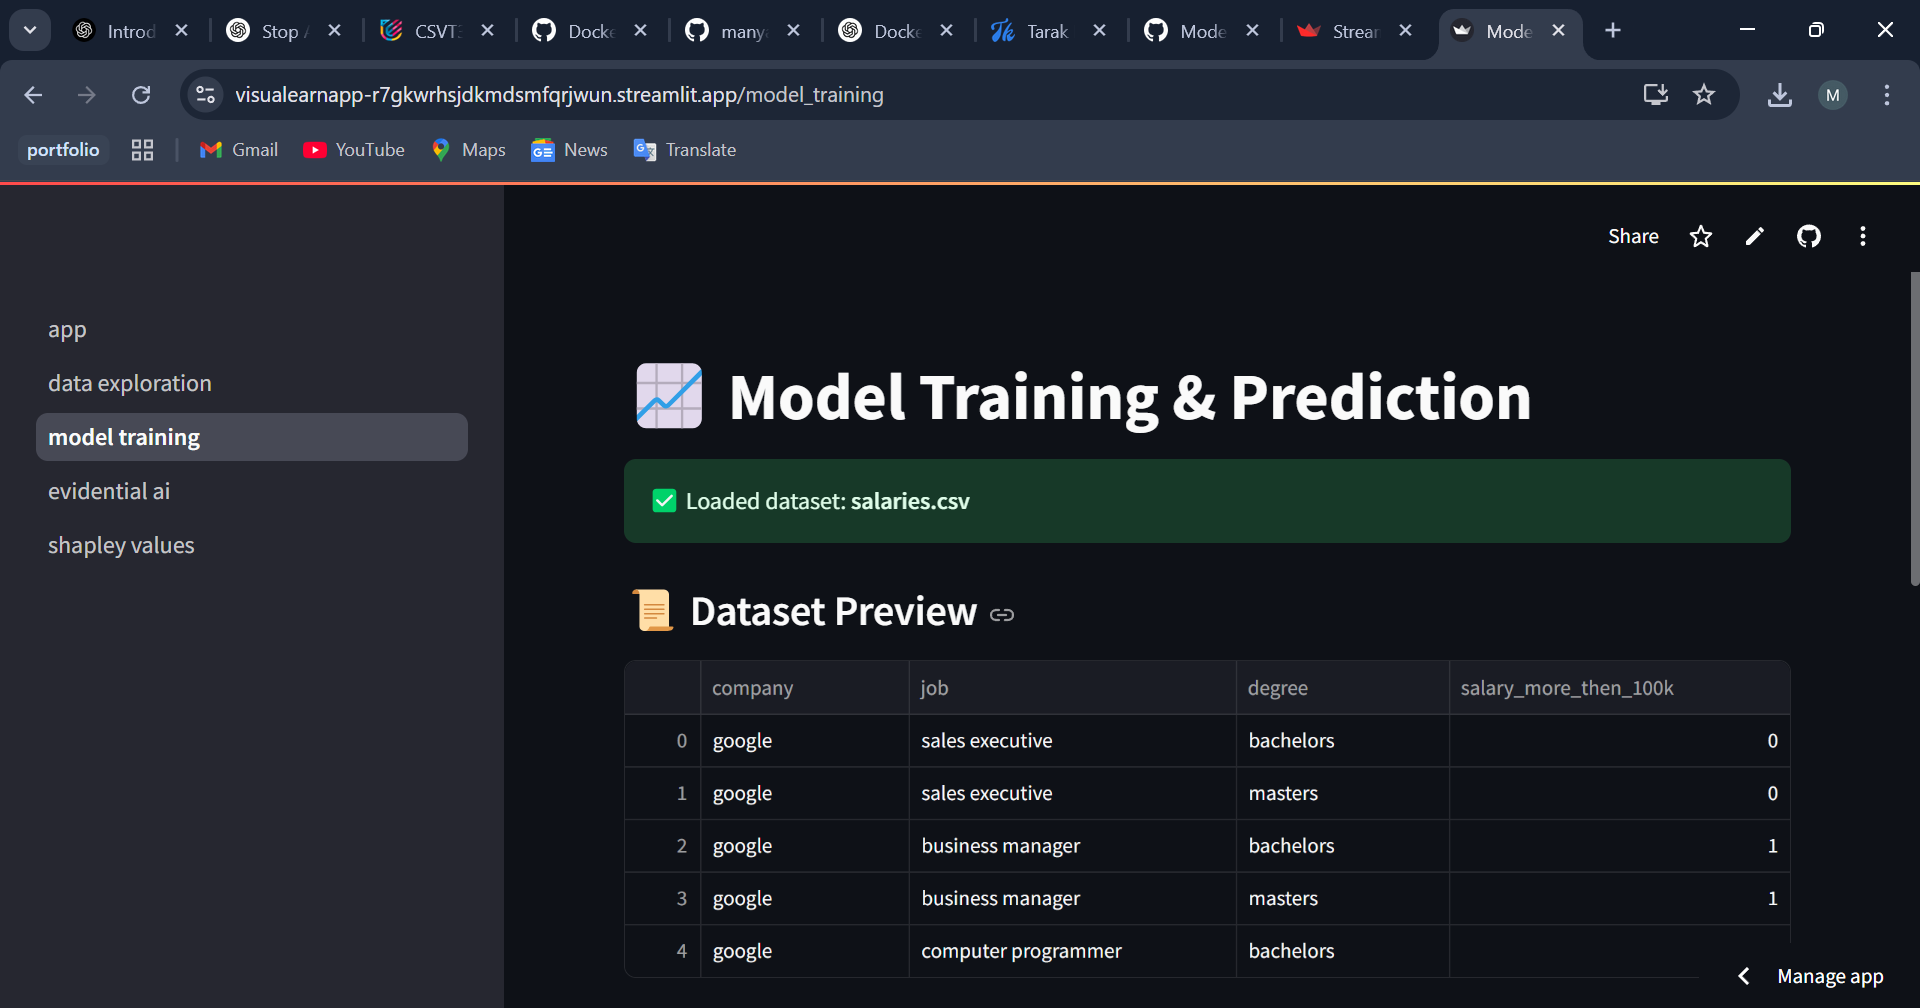 Introd
Stop
CSVT
Docke
many
Docke
Tarak
Mode
Strear
Mode
visualearnapp-r7gkwrhsjdkmdsmfqrjwun.streamlit.app/model_training
M
portfolio
Gmail
YouTube
Maps
News
Translate
Share
app
data exploration
model training
evidential ai
shapley values
Model Training & Prediction
Loaded dataset: salaries.csv
Dataset Preview
company job degree salary_more_then_100k
0 google sales executive bachelors 0
1 google sales executive masters 0
2 google business manager bachelors 1
3 google business manager masters 1
4 google computer programmer bachelors
Manage app